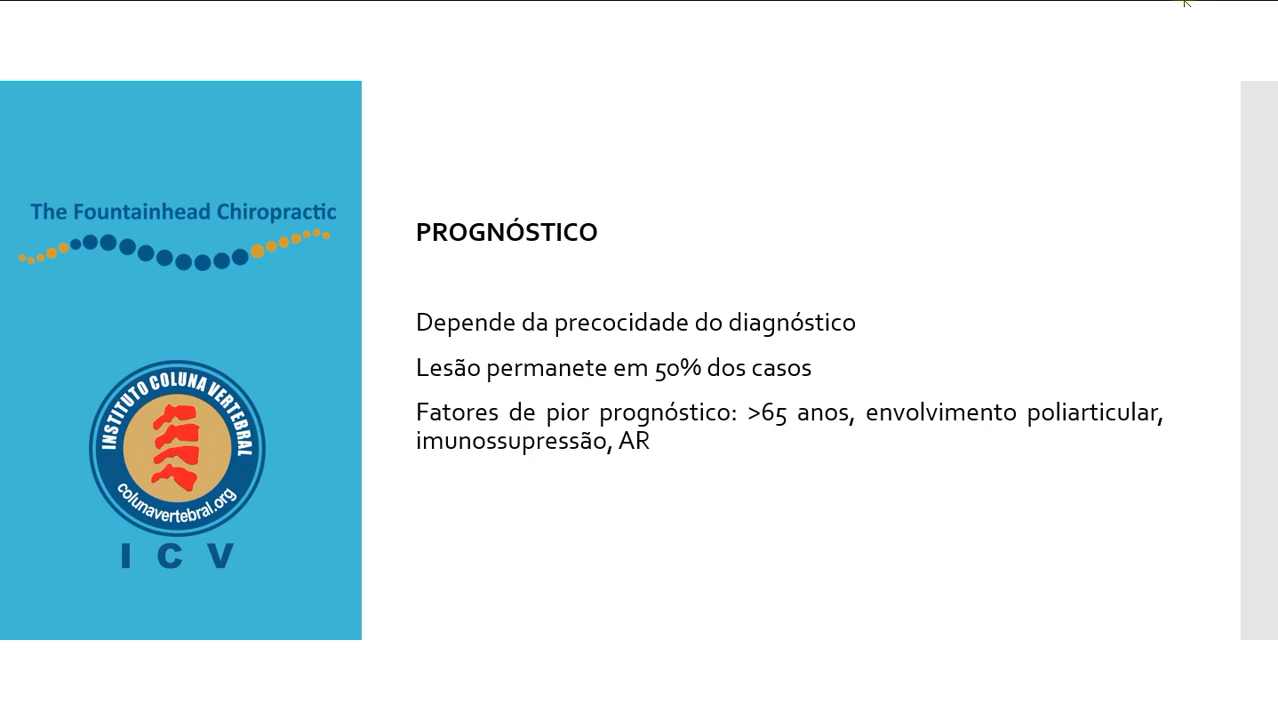 The Fountainhead Chiropractic
INSTITUTO COLUNA VERTEBRAL
colunavertebral.org
I C V
PROGNÓSTICO
Depende da precocidade do diagnóstico
Lesão permanete em 50% dos casos
Fatores de pior prognóstico: >65 anos, envolvimento poliarticular,
imunossupressão, AR